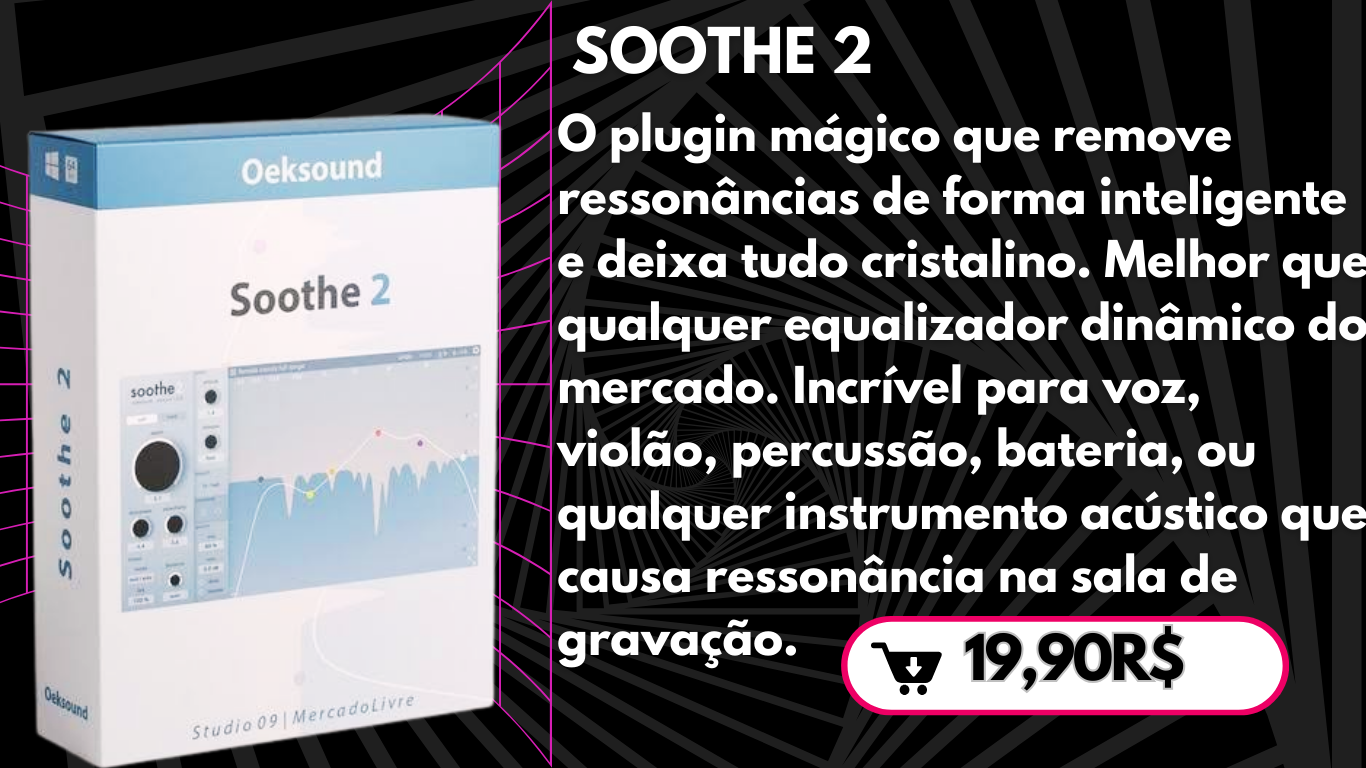 SOOTHE 2
O plugin mágico que remove
ressonâncias de forma inteligente
e deixa tudo cristalino. Melhor que
qualquer equalizador dinâmico do
mercado. Incrível para voz,
violão, percussão, bateria, ou
qualquer instrumento acústico que
causa ressonância na sala de
gravação.
19,90R$
Oeksound
Soothe 2
soothe
Soothe 2
Oeksound
Studio 09 | MercadoLivre